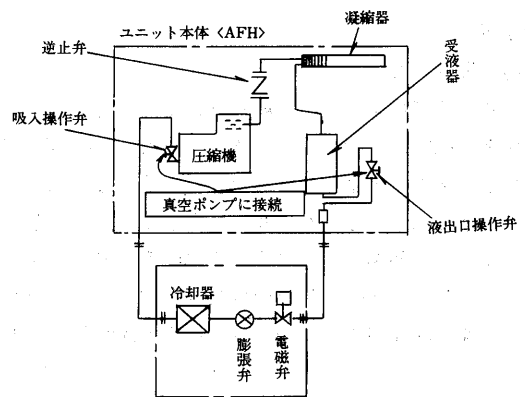 ユニット本体〈AFH〉
凝縮器
逆止弁
受液器
吸入操作弁
圧縮機
真空ポンプに接続
液出口操作弁
冷却器
膨張弁
電磁弁